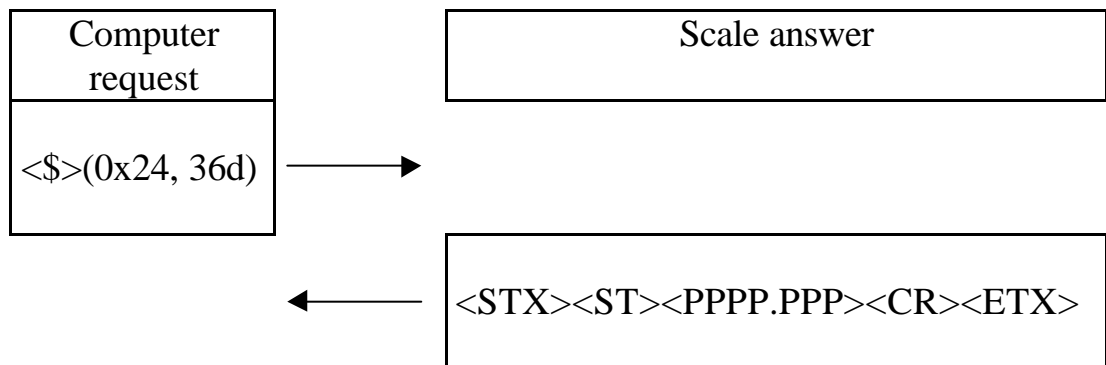 Computer
request
Scale answer
<$>(0x24, 36d)
<STX><ST><PPPP.PPP><CR><ETX>